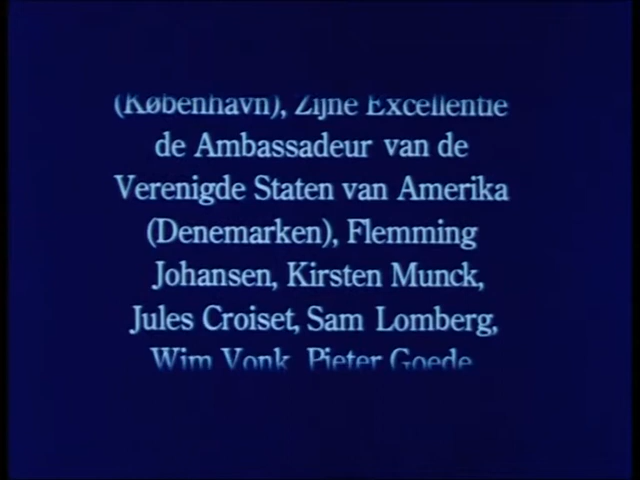 (København), Zijne Excellentie
de Ambassadeur van de
Verenigde Staten van Amerika
(Denemarken), Flemming
Johansen, Kirsten Munck,
Jules Croiset, Sam Lomberg,
Wim Vonk, Pieter Goede,